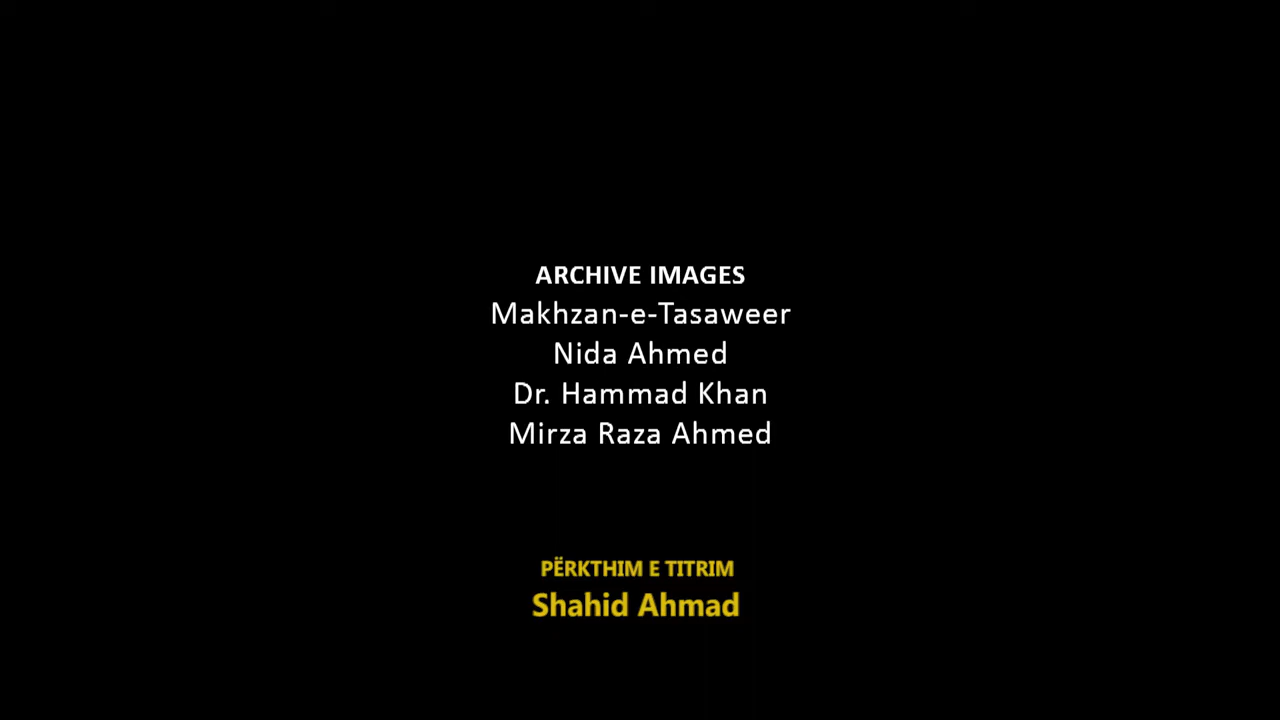 ARCHIVE IMAGES
Makhzan-e-Tasaweer
Nida Ahmed
Dr. Hammad Khan
Mirza Raza Ahmed
PËRKTHIM E TITRIM
Shahid Ahmad